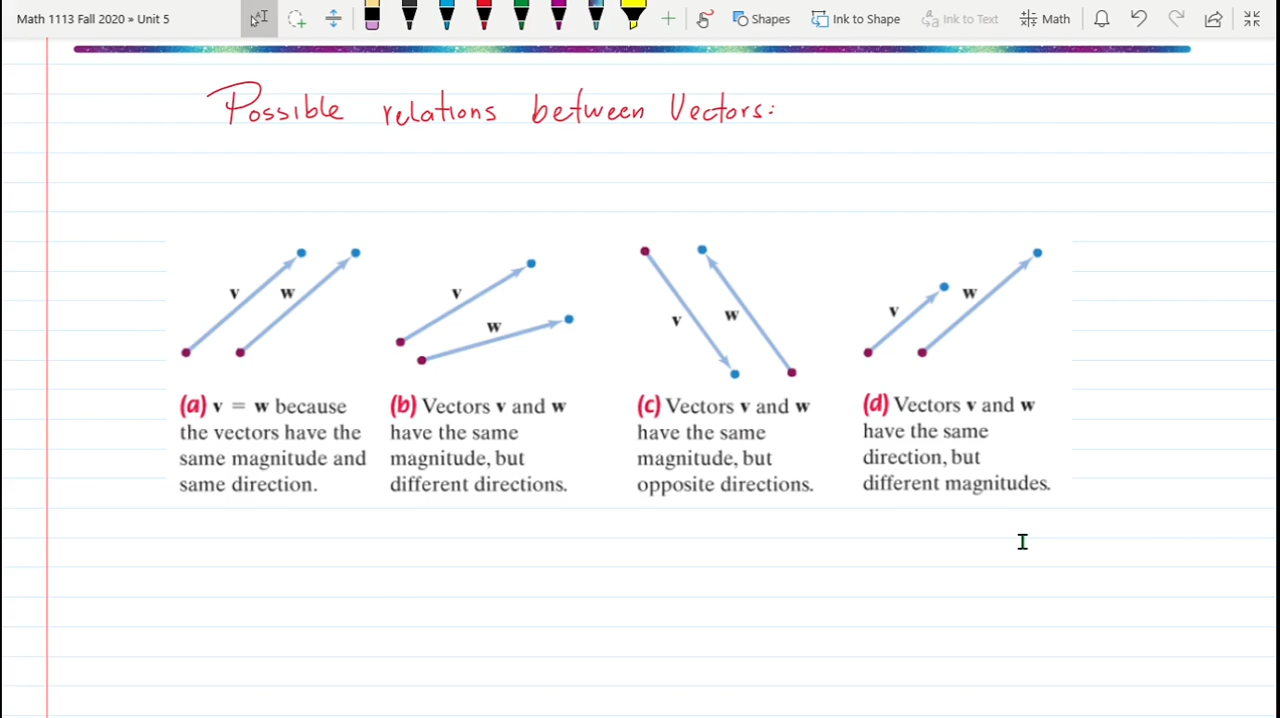 Math 1113 Fall 2020 » Unit 5
Shapes
Ink to Shape
Ink to Text
Math
Possible relations between Vectors:
v
w
v
w
v
w
v
w
(a) v = w because
the vectors have the
same magnitude and
same direction.
(b) Vectors v and w
have the same
magnitude, but
different directions.
(c) Vectors v and w
have the same
magnitude, but
opposite directions.
(d) Vectors v and w
have the same
direction, but
different magnitudes.